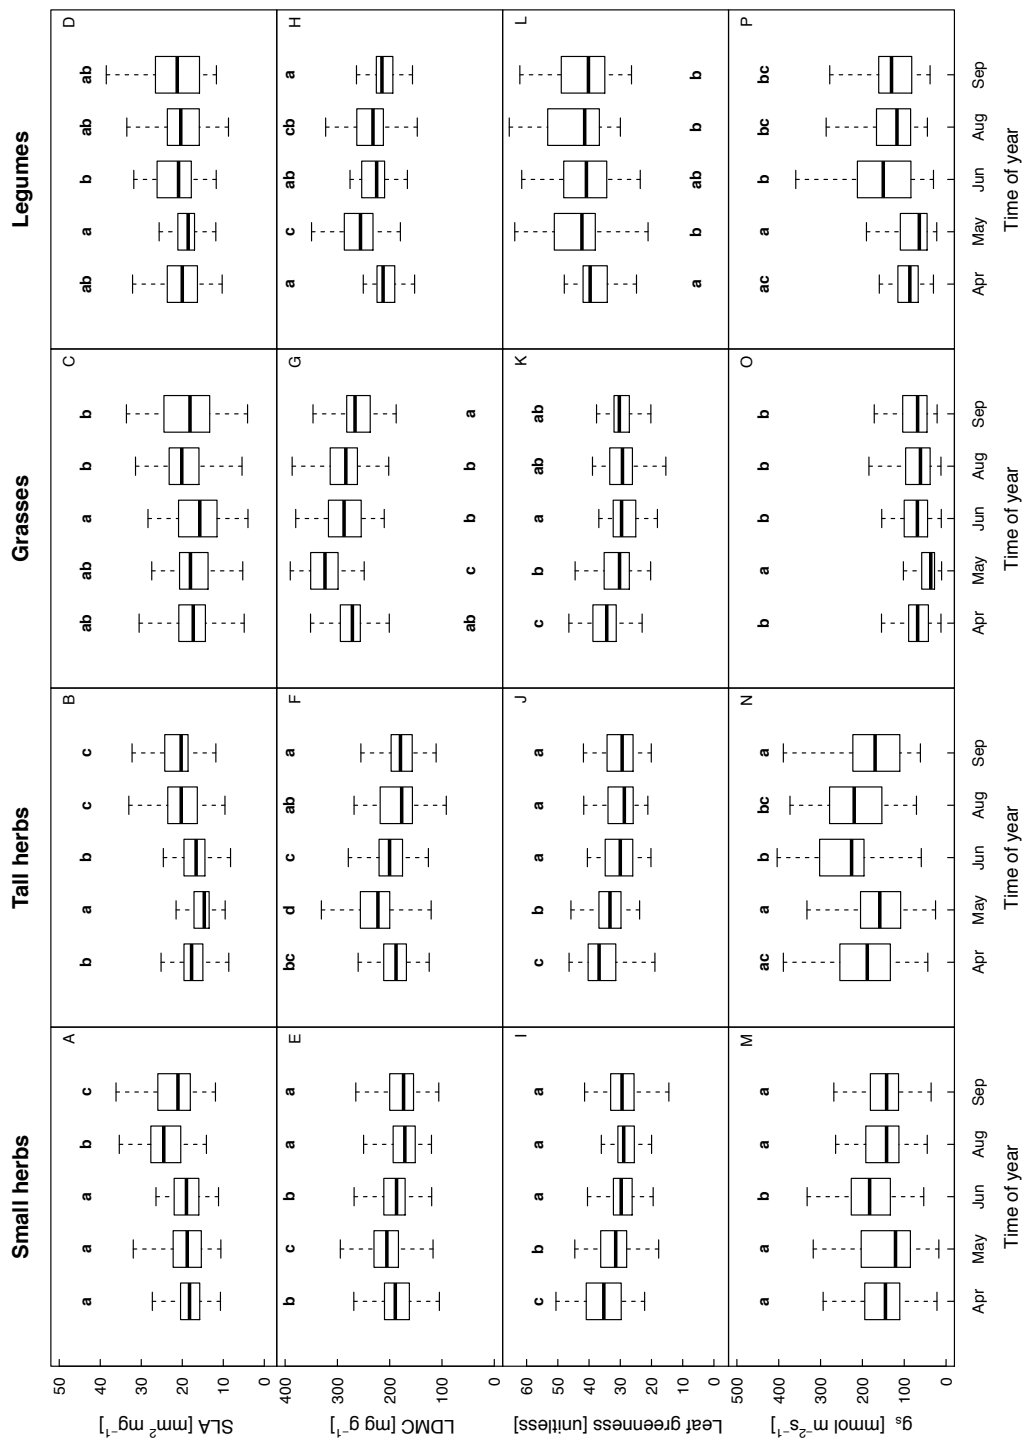 Small herbs Tall herbs Grasses Legumes
SLA [mm² mg⁻¹]
0 10 20 30 40 50
A
a a a b c
B
b a b c c
C
ab ab a b b
D
ab a b ab ab
LDMC [mg g⁻¹]
0 100 200 300 400
E
b c b a a
F
bc d c ab a
G
ab c b b a
H
a c ab cb a
Leaf greenness [unitless]
0 10 20 30 40 50 60
I
c b a a a
J
c b a a a
K
c b a ab ab
L
a b ab b b
gₛ [mmol m⁻²s⁻¹]
0 100 200 300 400 500
M
a a b a a
N
ac a b bc a
O
b a b b b
P
ac a b bc bc
Apr May Jun Aug Sep
Apr May Jun Aug Sep
Apr May Jun Aug Sep
Apr May Jun Aug Sep
Time of year Time of year Time of year Time of year